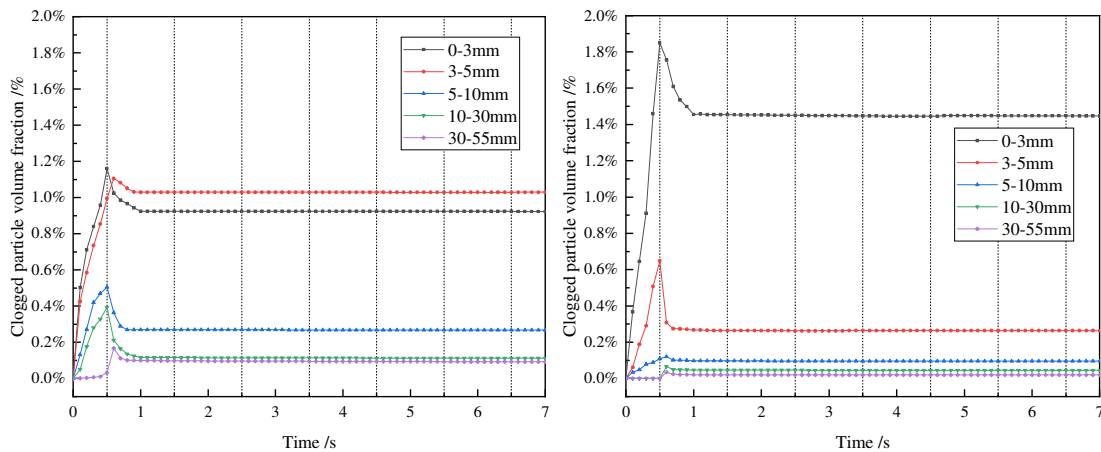 Clogged particle volume fraction /%
2.0%
1.8%
1.6%
1.4%
1.2%
1.0%
0.8%
0.6%
0.4%
0.2%
0.0%
0-3mm
3-5mm
5-10mm
10-30mm
30-55mm
0 1 2 3 4 5 6 7
Time /s
Clogged particle volume fraction /%
2.0%
1.8%
1.6%
1.4%
1.2%
1.0%
0.8%
0.6%
0.4%
0.2%
0.0%
0-3mm
3-5mm
5-10mm
10-30mm
30-55mm
0 1 2 3 4 5 6 7
Time /s